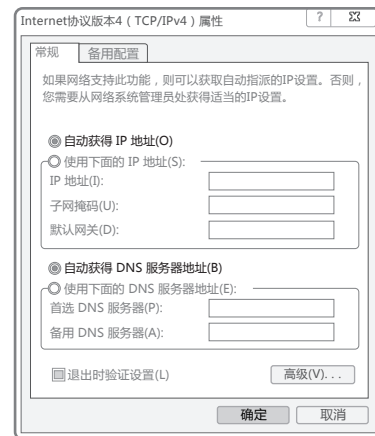 Internet协议版本4（TCP/IPv4）属性
?
常规 备用配置
如果网络支持此功能，则可以获取自动指派的IP设置。否则，
您需要从网络系统管理员处获得适当的IP设置。
自动获得 IP 地址(O)
使用下面的 IP 地址(S):
IP 地址(I):
子网掩码(U):
默认网关(D):
自动获得 DNS 服务器地址(B)
使用下面的 DNS 服务器地址(E):
首选 DNS 服务器(P):
备用 DNS 服务器(A):
退出时验证设置(L)
高级(V). . .
确定 取消